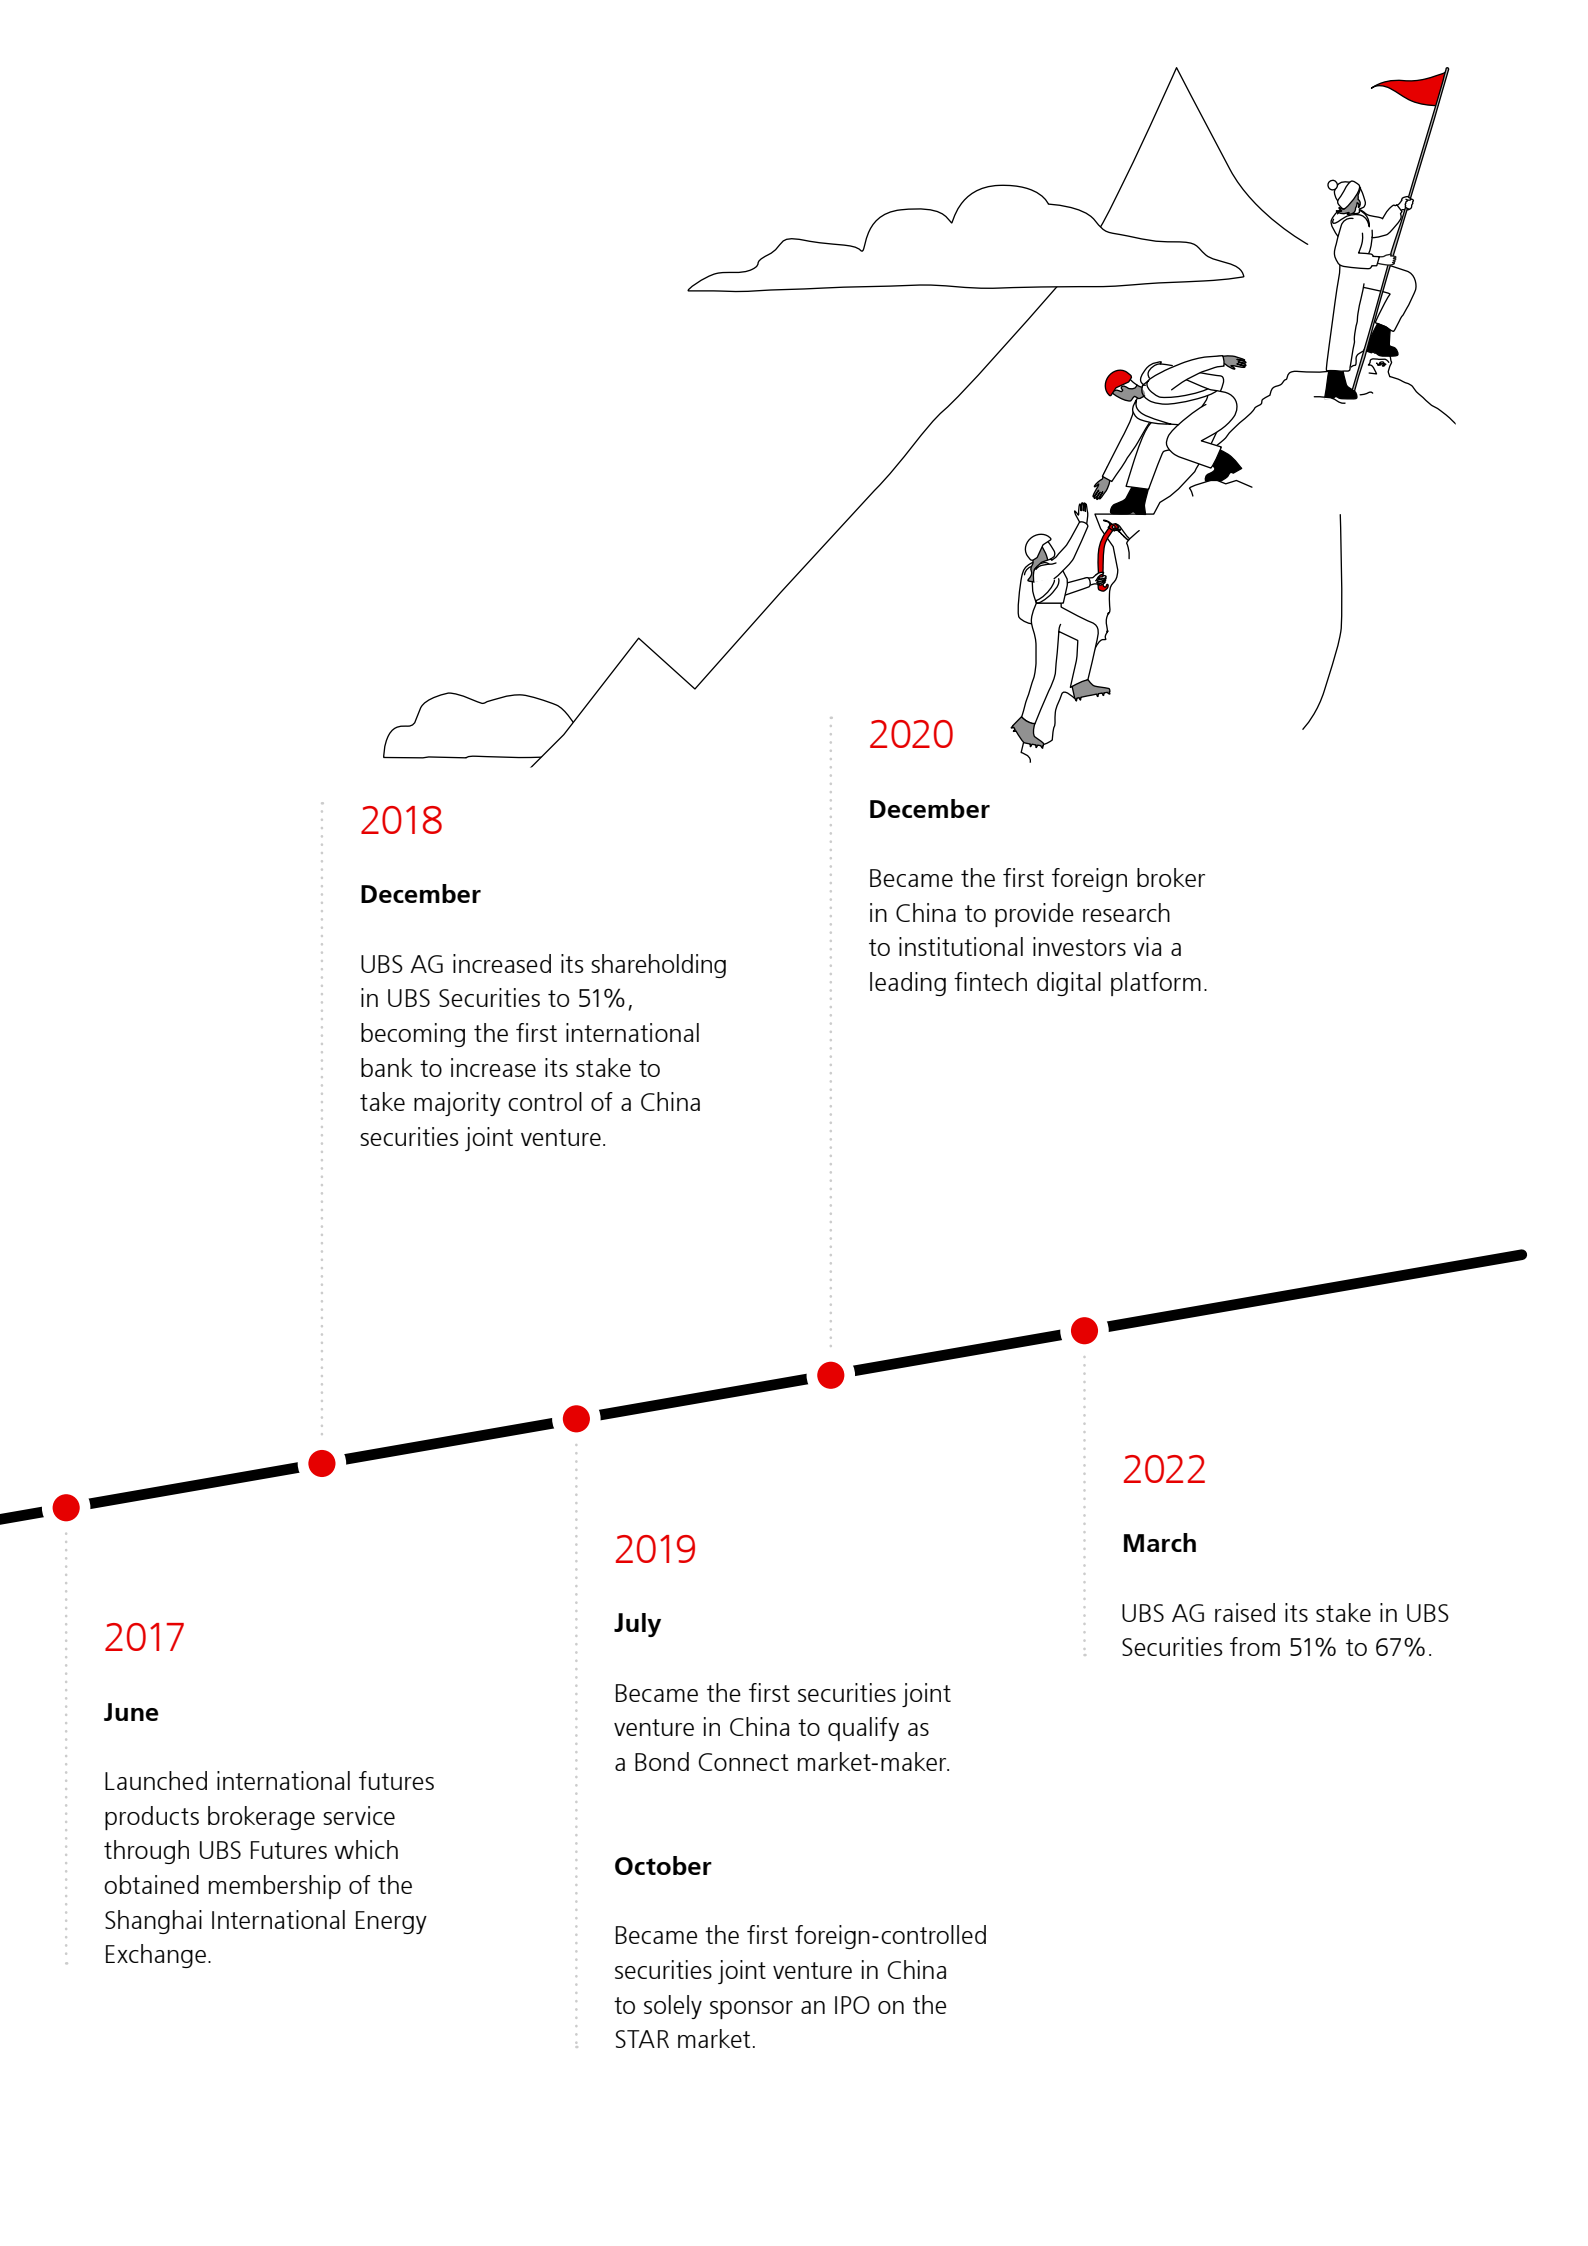 2017
June
Launched international futures
products brokerage service
through UBS Futures which
obtained membership of the
Shanghai International Energy
Exchange.
2018
December
UBS AG increased its shareholding
in UBS Securities to 51%,
becoming the first international
bank to increase its stake to
take majority control of a China
securities joint venture.
2019
July
Became the first securities joint
venture in China to qualify as
a Bond Connect market-maker.
October
Became the first foreign-controlled
securities joint venture in China
to solely sponsor an IPO on the
STAR market.
2020
December
Became the first foreign broker
in China to provide research
to institutional investors via a
leading fintech digital platform.
2022
March
UBS AG raised its stake in UBS
Securities from 51% to 67%.